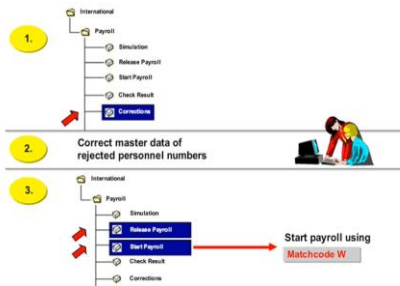 1.
International
Payroll
Simulation
Release Payroll
Start Payroll
Check Result
Corrections
2.
Correct master data of
rejected personnel numbers
3.
International
Payroll
Simulation
Release Payroll
Start Payroll
Check Result
Corrections
Start payroll using
Matchcode W